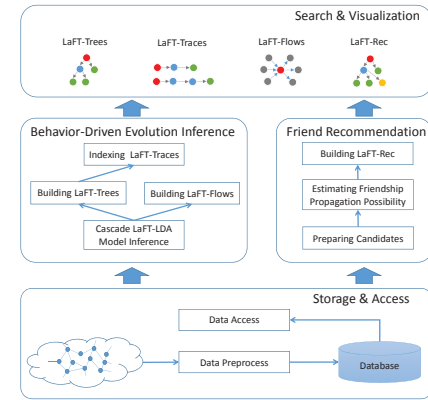 Search & Visualization
LaFT-Trees
LaFT-Traces
LaFT-Flows
LaFT-Rec
Behavior-Driven Evolution Inference
Indexing LaFT-Traces
Building LaFT-Trees
Building LaFT-Flows
Cascade LaFT-LDA
Model Inference
Friend Recommendation
Building LaFT-Rec
Estimating Friendship
Propagation Possibility
Preparing Candidates
Storage & Access
Data Access
Data Preprocess
Database